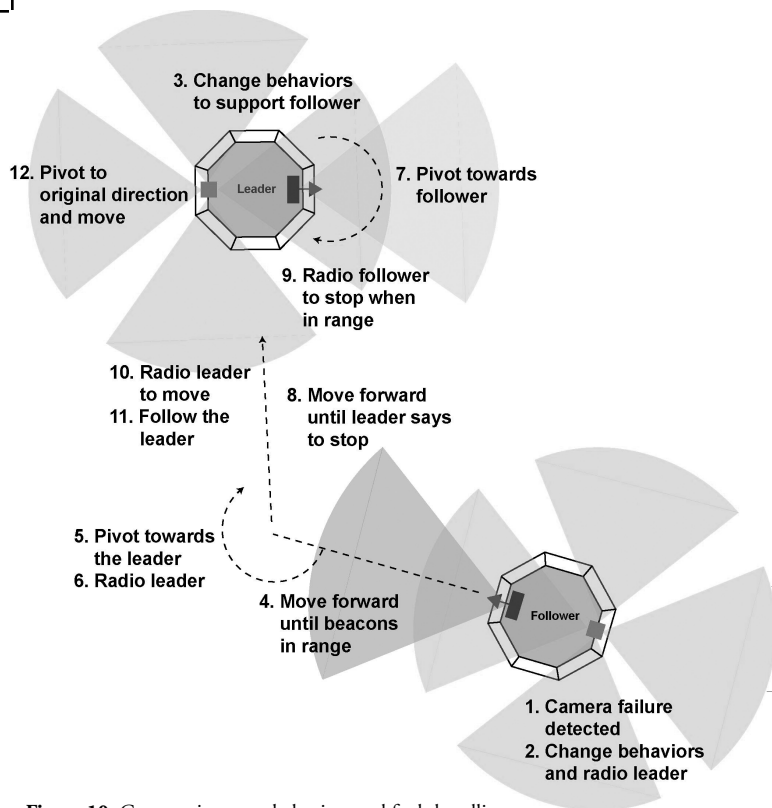 3. Change behaviors
to support follower
12. Pivot to
original direction
and move
Leader
7. Pivot towards
follower
9. Radio follower
to stop when
in range
10. Radio leader
to move
11. Follow the
leader
8. Move forward
until leader says
to stop
5. Pivot towards
the leader
6. Radio leader
4. Move forward
until beacons
in range
Follower
1. Camera failure
detected
2. Change behaviors
and radio leader